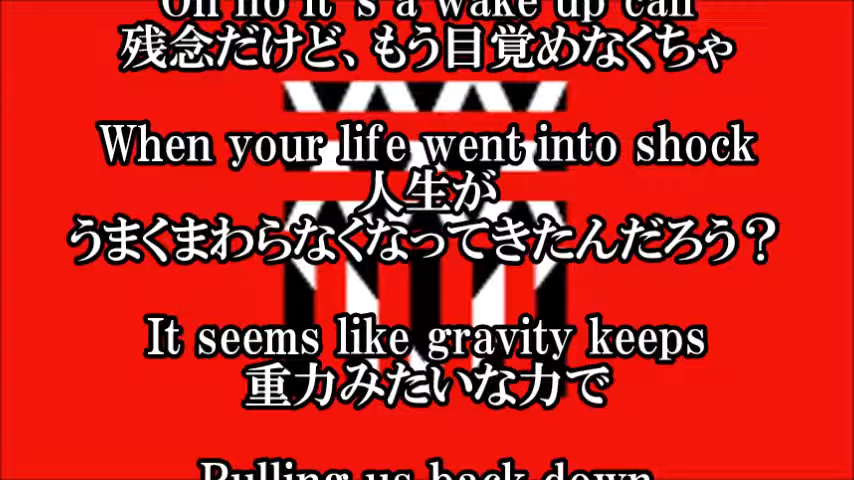 Oh no it's a wake up call
残念だけど、もう目覚めなくちゃ
When your life went into shock
人生が
うまくまわらなくなってきたんだろう?
It seems like gravity keeps
重力みたいな力で
Pulling us back down